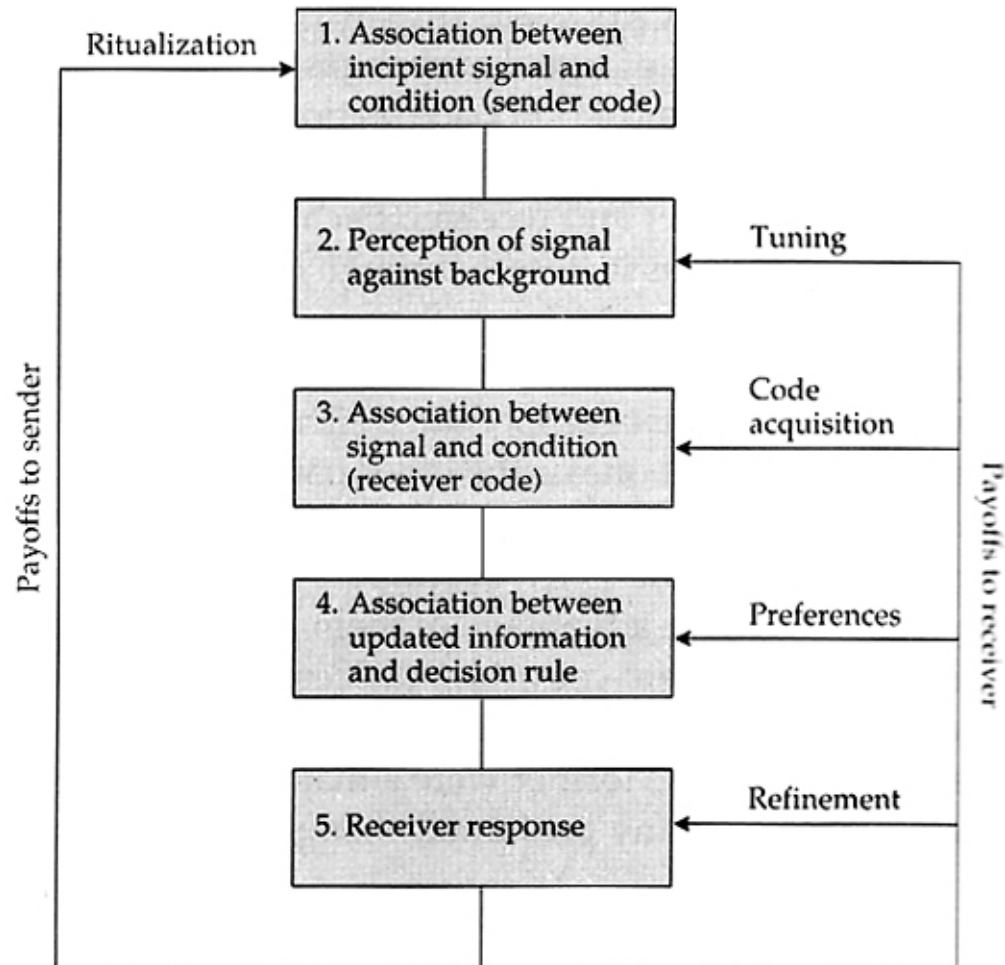 Ritualization
1. Association between
incipient signal and
condition (sender code)
2. Perception of signal
against background
Tuning
3. Association between
signal and condition
(receiver code)
Code
acquisition
4. Association between
updated information
and decision rule
Preferences
5. Receiver response
Refinement
Payoffs to sender
Payoffs to receiver